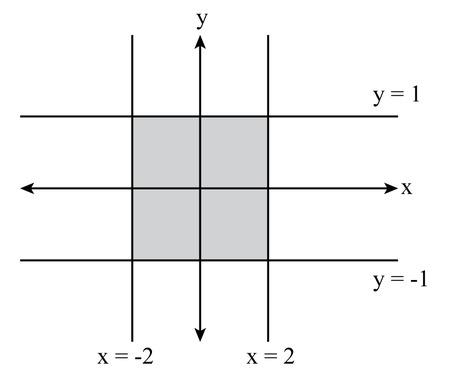 y
y = 1
x
y = -1
x = -2
x = 2